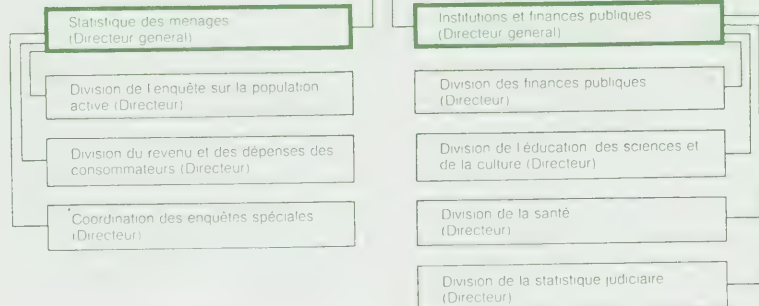 Statistique des menages
(Directeur general)
Division de l enquête sur la population
active (Directeur)
Division du revenu et des dépenses des
consommateurs (Directeur)
Coordination des enquêtes spéciales
(Directeur)
Institutions et finances publiques
(Directeur general)
Division des finances publiques
(Directeur)
Division de l éducation des sciences et
de la culture (Directeur)
Division de la santé
(Directeur)
Division de la statistique judiciaire
(Directeur)